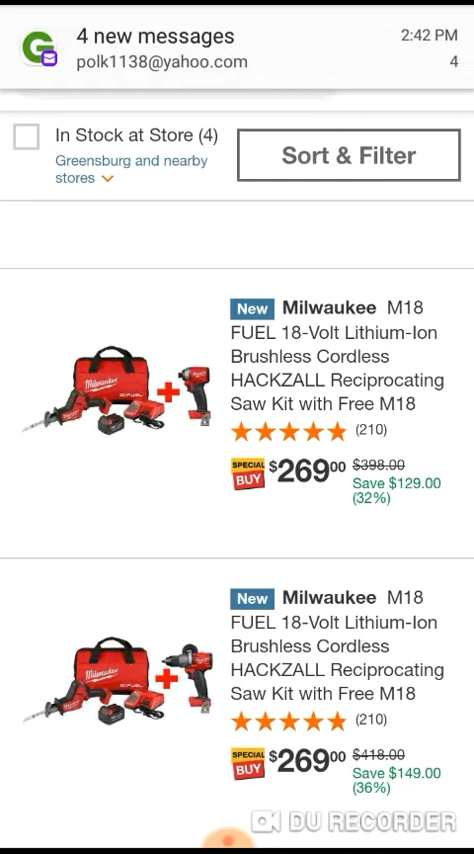 4 new messages
2:42 PM
polk1138@yahoo.com
4
In Stock at Store (4)
Greensburg and nearby
stores
Sort & Filter
New Milwaukee M18
FUEL 18-Volt Lithium-Ion
Brushless Cordless
HACKZALL Reciprocating
Saw Kit with Free M18
(210)
SPECIAL BUY $269.00 $398.00
Save $129.00
(32%)
Milwaukee
FUEL
New Milwaukee M18
FUEL 18-Volt Lithium-Ion
Brushless Cordless
HACKZALL Reciprocating
Saw Kit with Free M18
(210)
SPECIAL BUY $269.00 $418.00
Save $149.00
(36%)
Milwaukee
FUEL
DU RECORDER